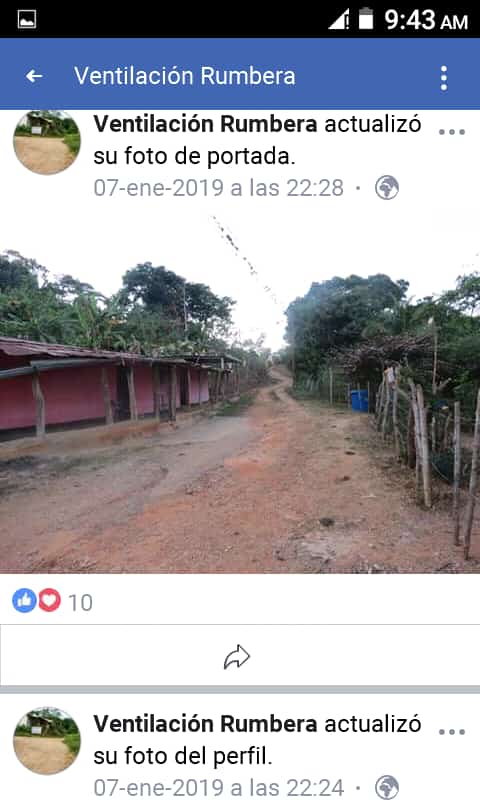 9:43 AM
Ventilación Rumbera
Ventilación Rumbera actualizó
su foto de portada.
07-ene-2019 a las 22:28 ·
10
Ventilación Rumbera actualizó
su foto del perfil.
07-ene-2019 a las 22:24 ·